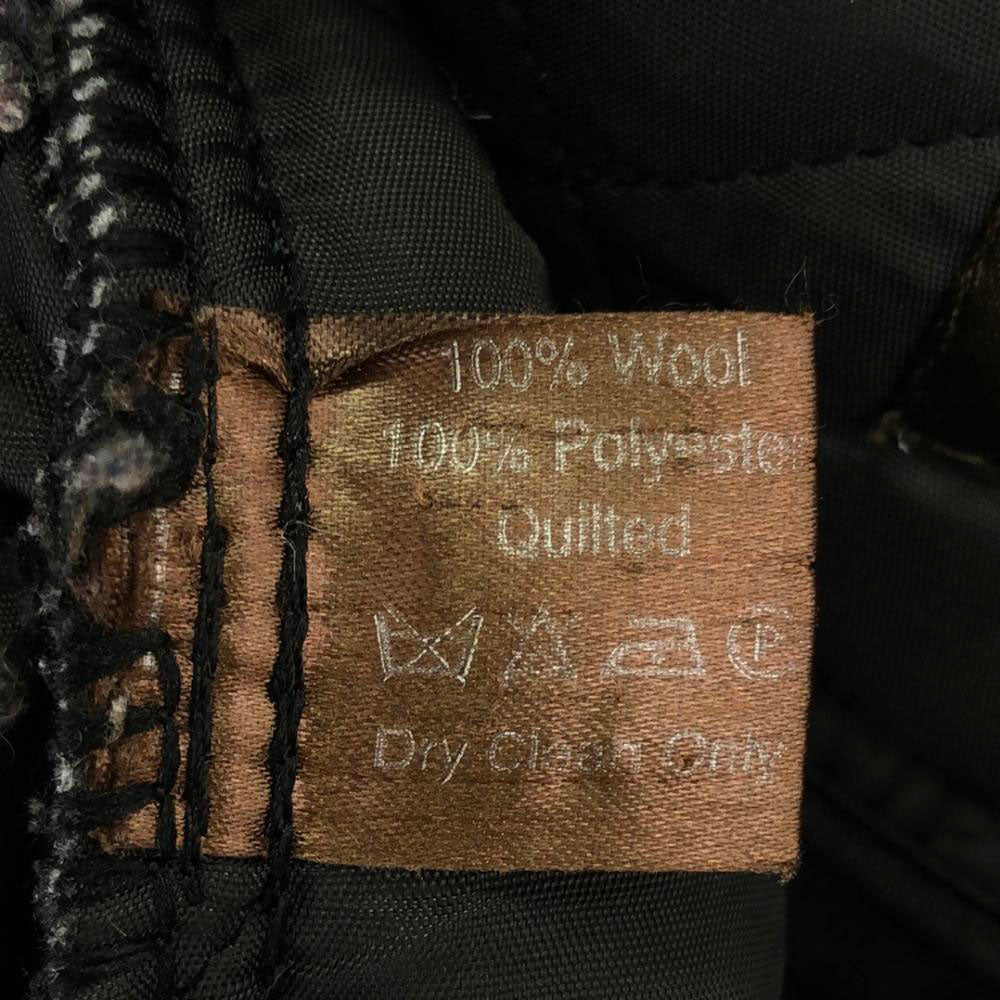 100% Wool
100% Polyester
Quilted
P
Dry Clean Only